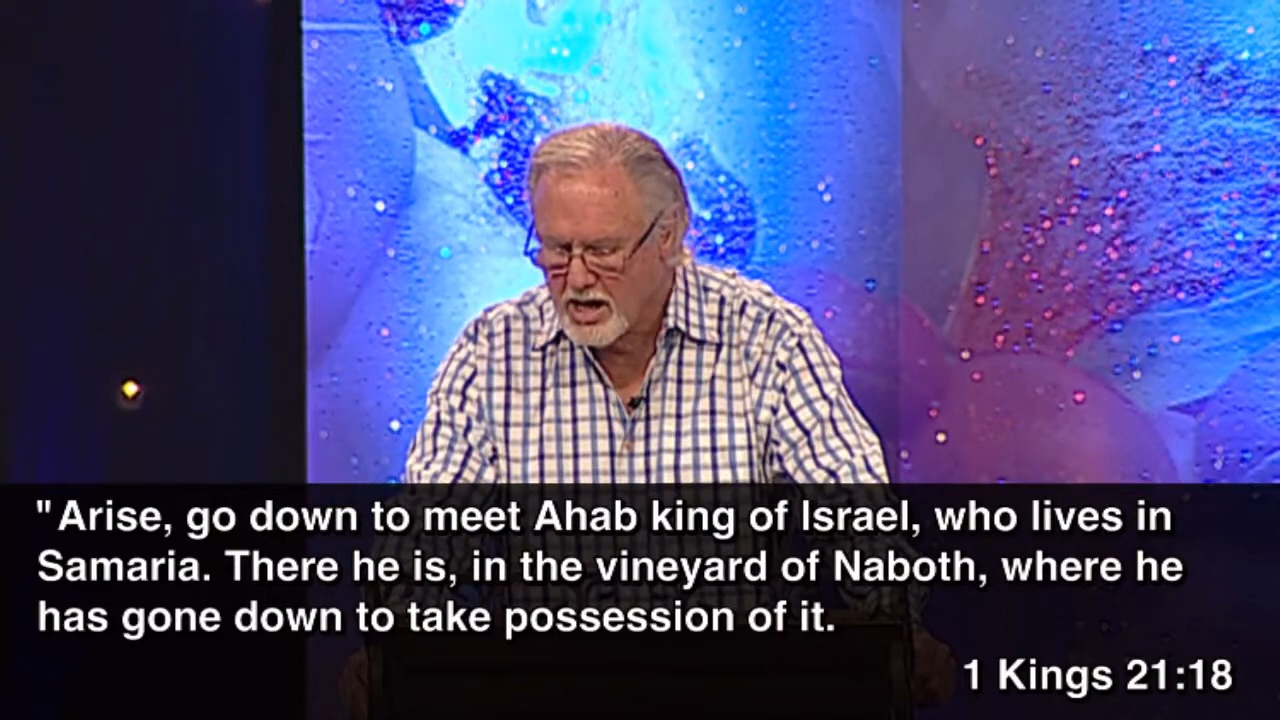 "Arise, go down to meet Ahab king of Israel, who lives in
Samaria. There he is, in the vineyard of Naboth, where he
has gone down to take possession of it.
1 Kings 21:18